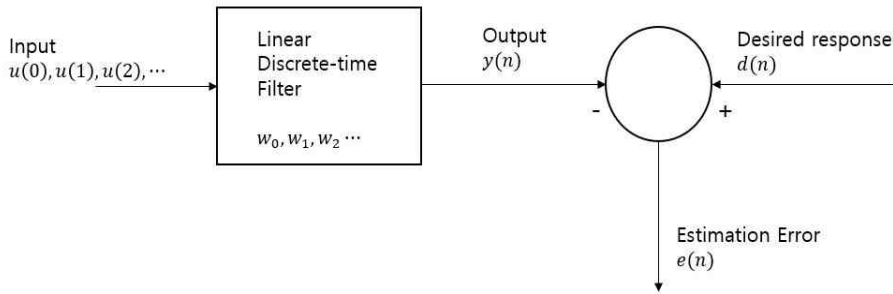 Input
u(0), u(1), u(2), ⋯
Linear
Discrete-time
Filter
w₀, w₁, w₂ ⋯
Output
y(n)
-
+
Desired response
d(n)
Estimation Error
e(n)